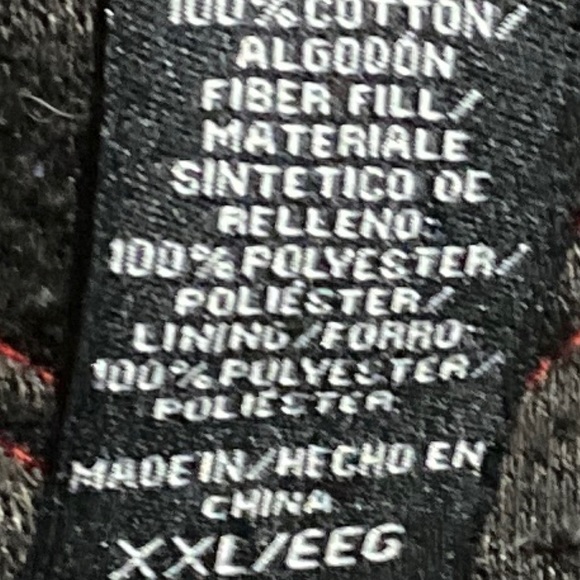 100% COTTON/
ALGODÓN
FIBER FILL/
MATERIALE
SINTETICO DE
RELLENO:
100% POLYESTER/
POLIÉSTER/
LINING/FORRO:
100% POLYESTER/
POLIÉSTER
MADE IN/HECHO EN
CHINA
XXL/EEG